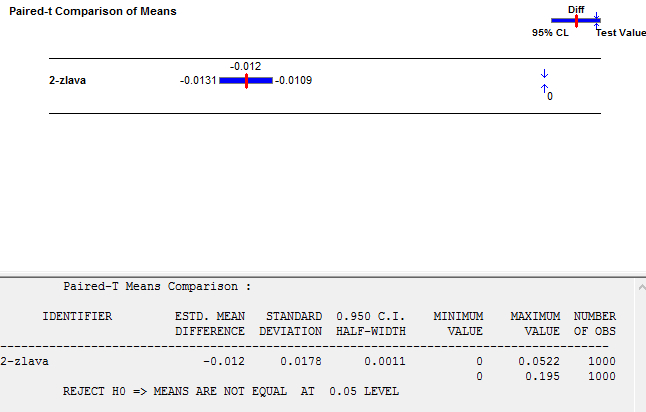 Paired-t Comparison of Means
Diff
95% CL Test Value
-0.012
2-zlava -0.0131 -0.0109
0
Paired-T Means Comparison :
IDENTIFIER ESTD. MEAN STANDARD 0.950 C.I. MINIMUM MAXIMUM NUMBER
DIFFERENCE DEVIATION HALF-WIDTH VALUE VALUE OF OBS
2-zlava -0.012 0.0178 0.0011 0 0.0522 1000
0 0.195 1000
REJECT H0 => MEANS ARE NOT EQUAL AT 0.05 LEVEL